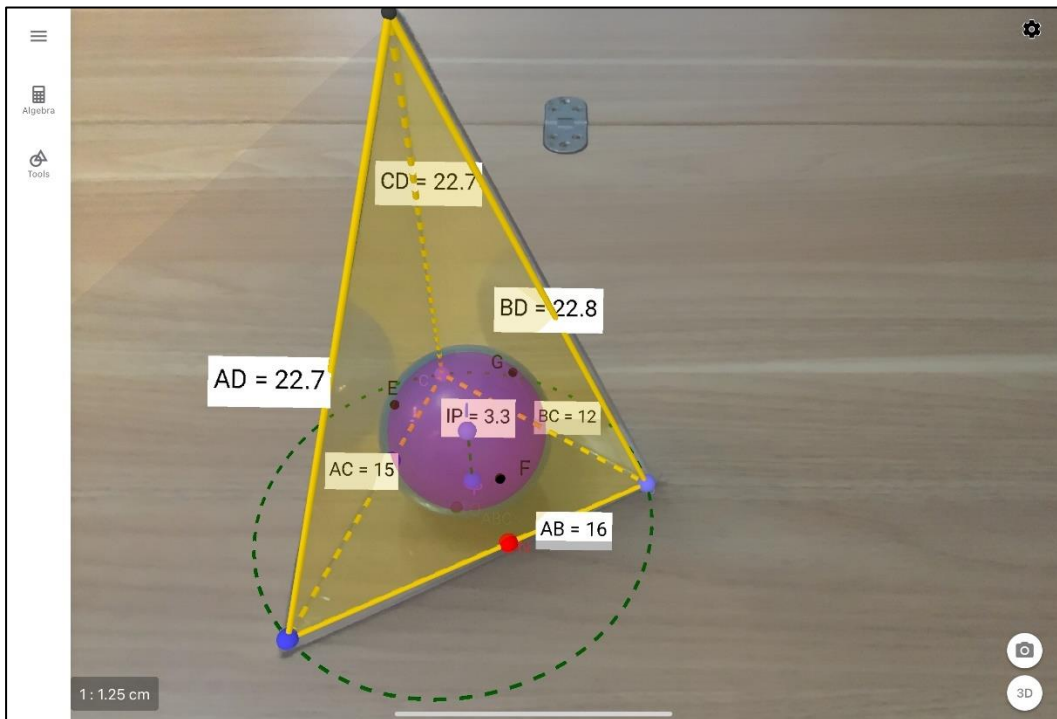 Algebra
Tools
CD = 22.7
BD = 22.8
AD = 22.7
G
C
E
IP = 3.3
BC = 12
AC = 15
F
AB = 16
1 : 1.25 cm
3D